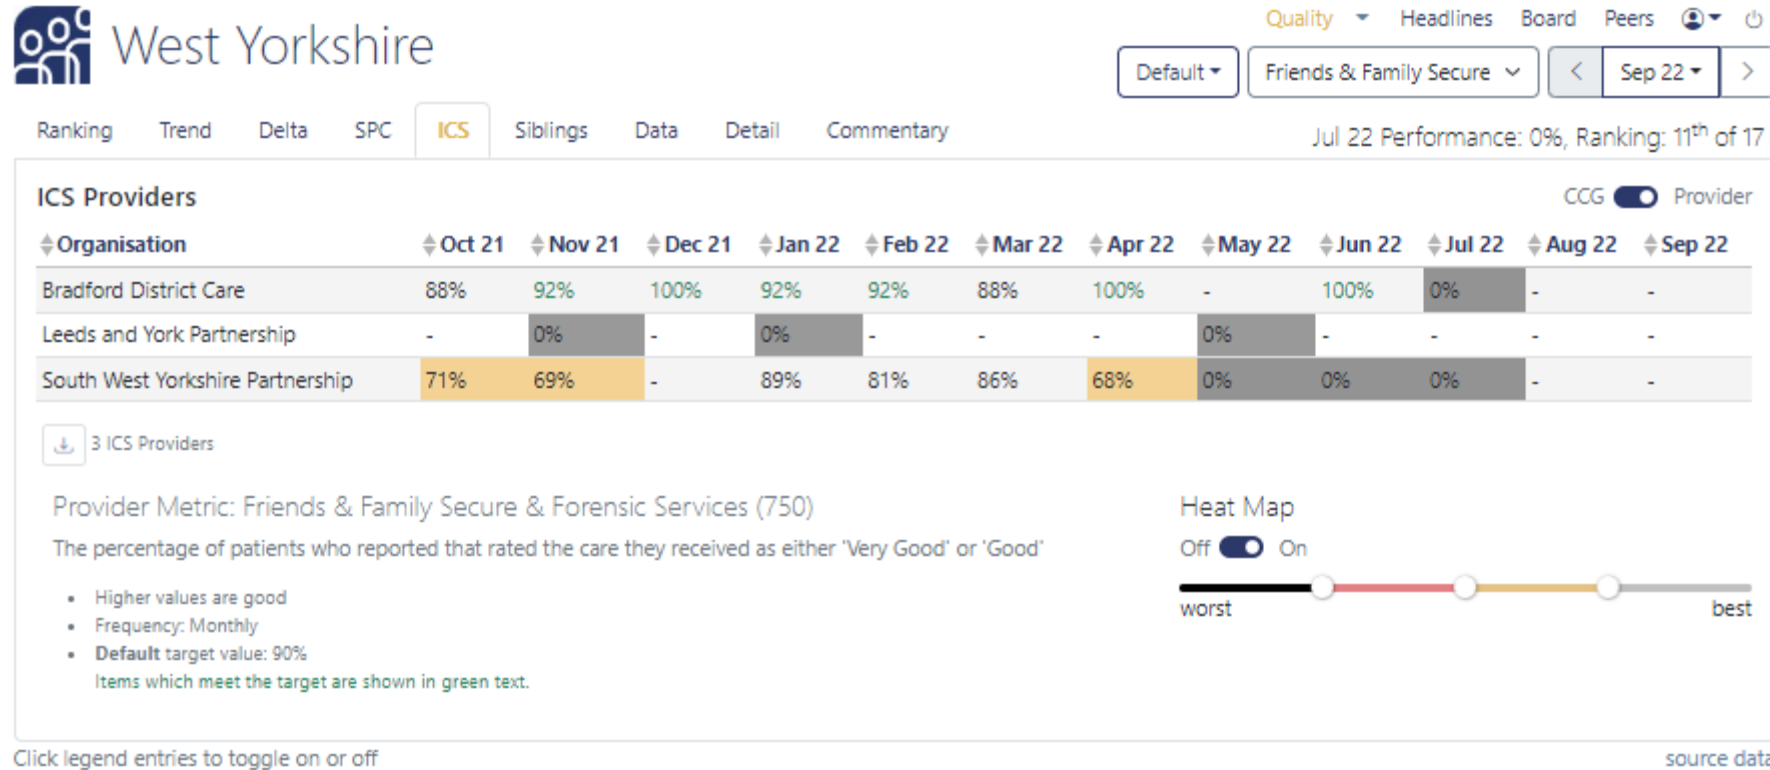 West Yorkshire
Quality Headlines Board Peers
Default Friends & Family Secure < Sep 22 >
Ranking Trend Delta SPC ICS Siblings Data Detail Commentary
Jul 22 Performance: 0%, Ranking: 11th of 17
ICS Providers
CCG Provider
Organisation Oct 21 Nov 21 Dec 21 Jan 22 Feb 22 Mar 22 Apr 22 May 22 Jun 22 Jul 22 Aug 22 Sep 22
Bradford District Care 88% 92% 100% 92% 92% 88% 100% - 100% 0% - -
Leeds and York Partnership - 0% - 0% - - - 0% - - - -
South West Yorkshire Partnership 71% 69% - 89% 81% 86% 68% 0% 0% 0% - -
3 ICS Providers
Provider Metric: Friends & Family Secure & Forensic Services (750)
The percentage of patients who reported that rated the care they received as either 'Very Good' or 'Good'
• Higher values are good
• Frequency: Monthly
• Default target value: 90%
Items which meet the target are shown in green text.
Heat Map
Off On
worst best
Click legend entries to toggle on or off
source data